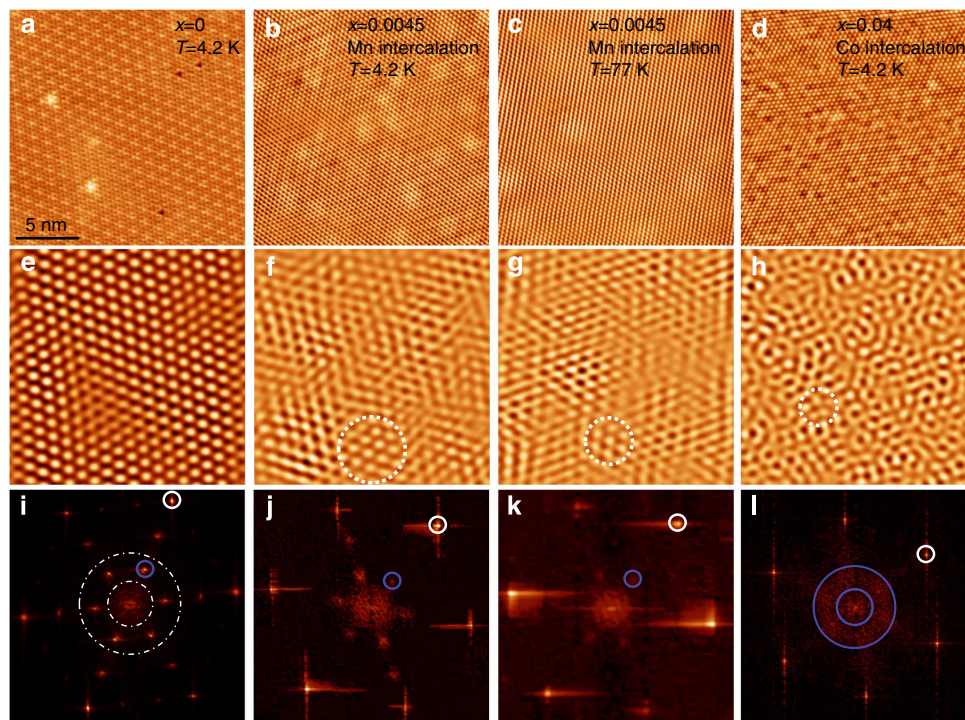 a
x=0
T=4.2 K
5 nm
b
x=0.0045
Mn intercalation
T=4.2 K
c
x=0.0045
Mn intercalation
T=77 K
d
x=0.04
Co intercalation
T=4.2 K
e
f
g
h
i
j
k
l